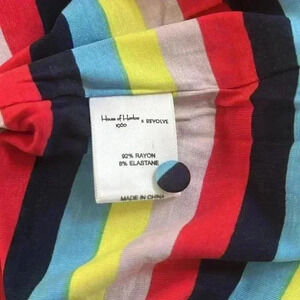 House of Harlow
1960 x REVOLVE
92% RAYON
8% ELASTANE
MADE IN CHINA